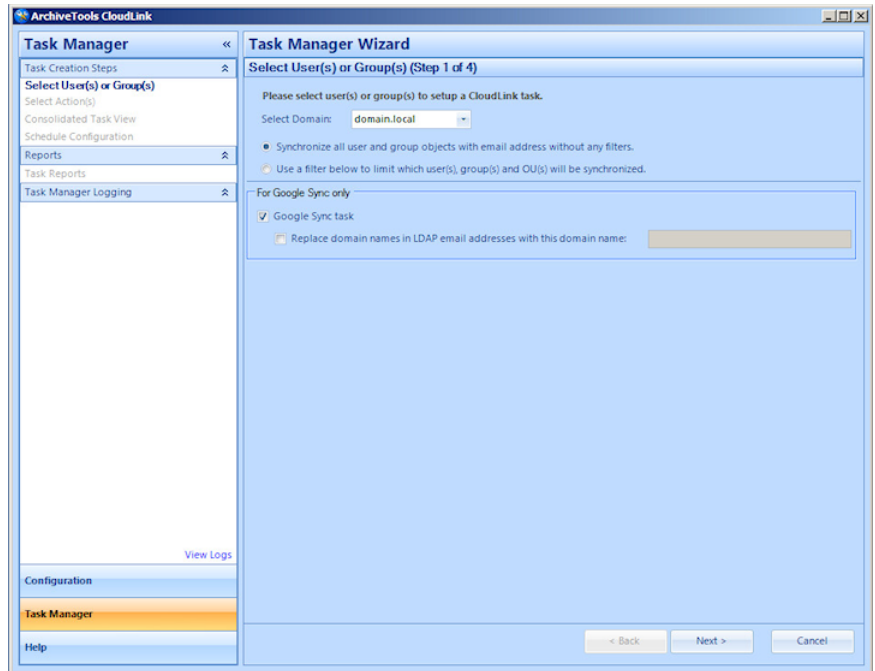 ArchiveTools CloudLink
Task Manager «
Task Creation Steps
Select User(s) or Group(s)
Select Action(s)
Consolidated Task View
Schedule Configuration
Reports
Task Reports
Task Manager Logging
View Logs
Configuration
Task Manager
Help
Task Manager Wizard
Select User(s) or Group(s) (Step 1 of 4)
Please select user(s) or group(s) to setup a CloudLink task.
Select Domain: domain.local
Synchronize all user and group objects with email address without any filters.
Use a filter below to limit which user(s), group(s) and OU(s) will be synchronized.
For Google Sync only
Google Sync task
Replace domain names in LDAP email addresses with this domain name:
< Back Next > Cancel